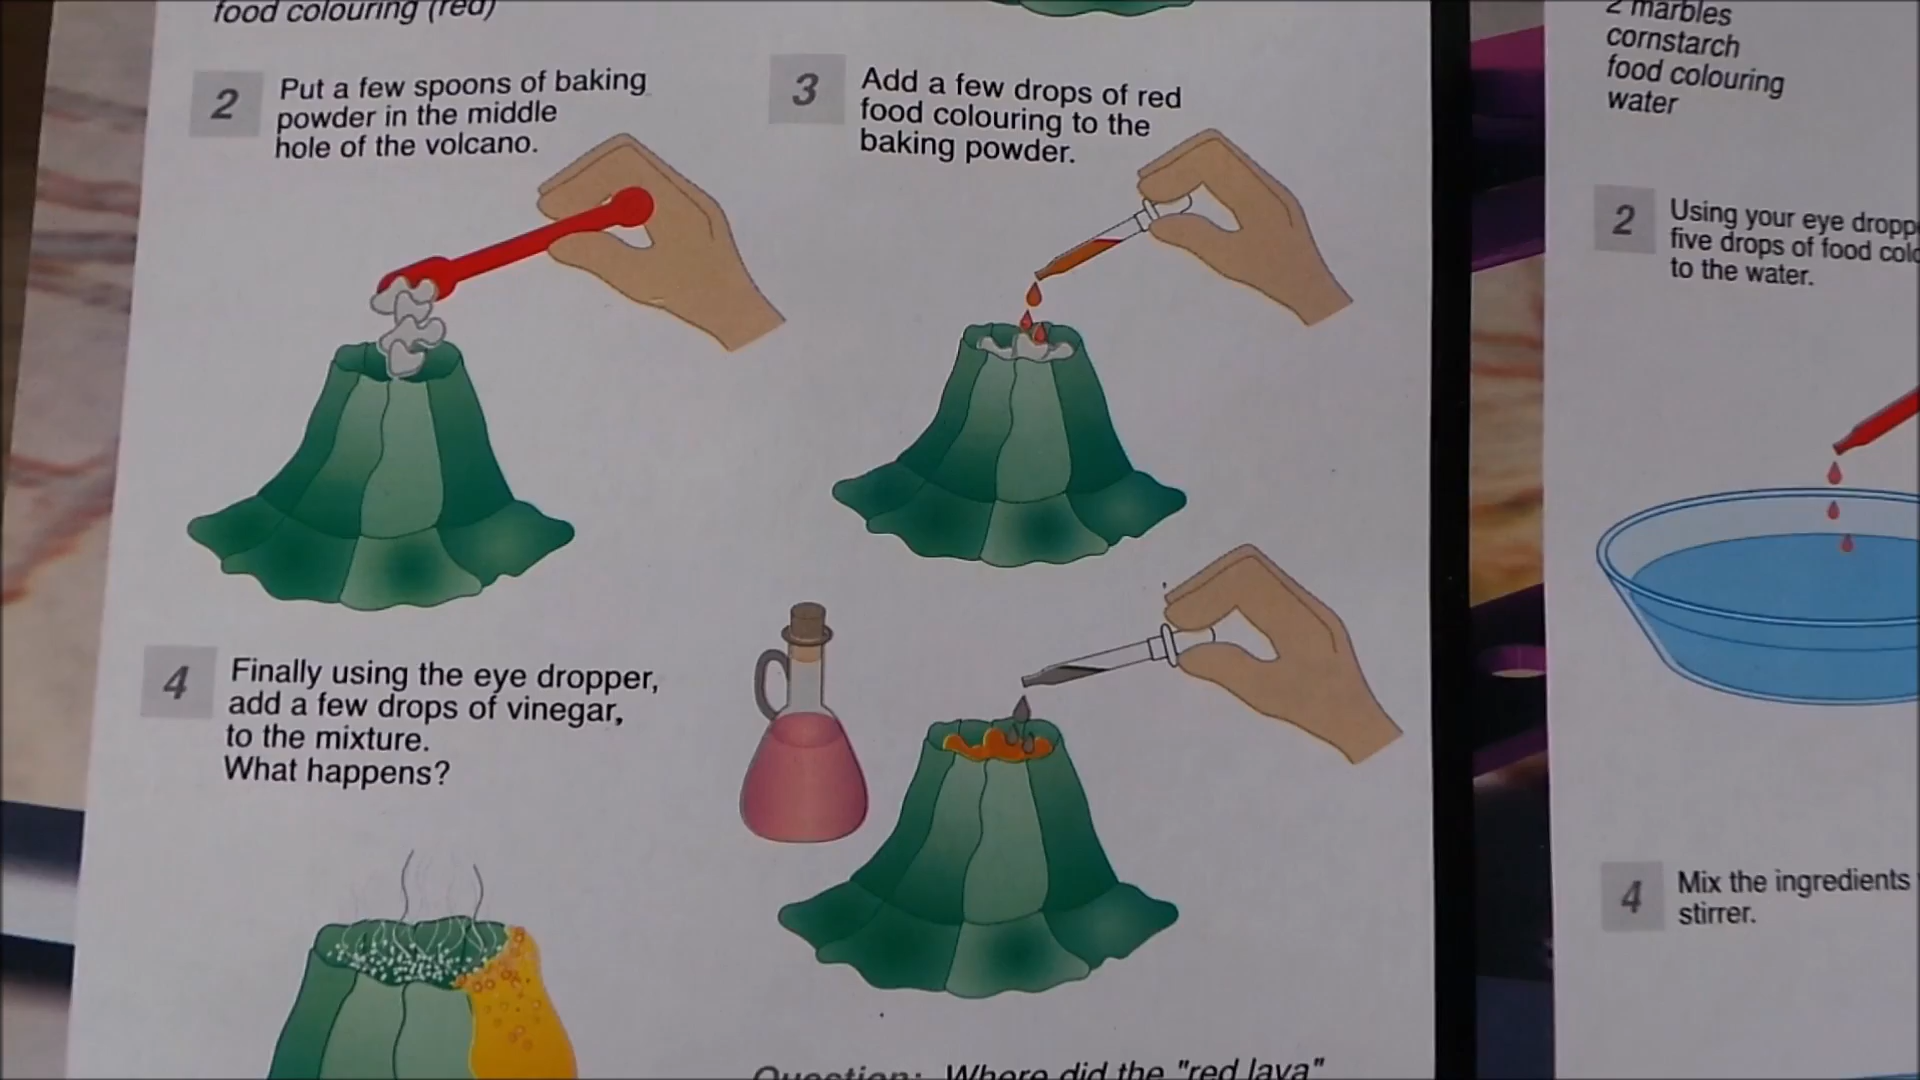 food colouring (red)
2
Put a few spoons of baking
powder in the middle
hole of the volcano.
3
Add a few drops of red
food colouring to the
baking powder.
4
Finally using the eye dropper,
add a few drops of vinegar,
to the mixture.
What happens?
Question: Where did the "red lava"
2 marbles
cornstarch
food colouring
water
2
Using your eye
five drops of food
to the water.
4
Mix the ingredients
stirrer.